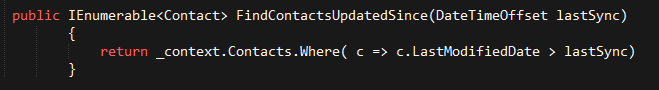 public IEnumerable<Contact> FindContactsUpdatedSince(DateTimeOffset lastSync)
{
return _context.Contacts.Where( c => c.LastModifiedDate > lastSync)
}